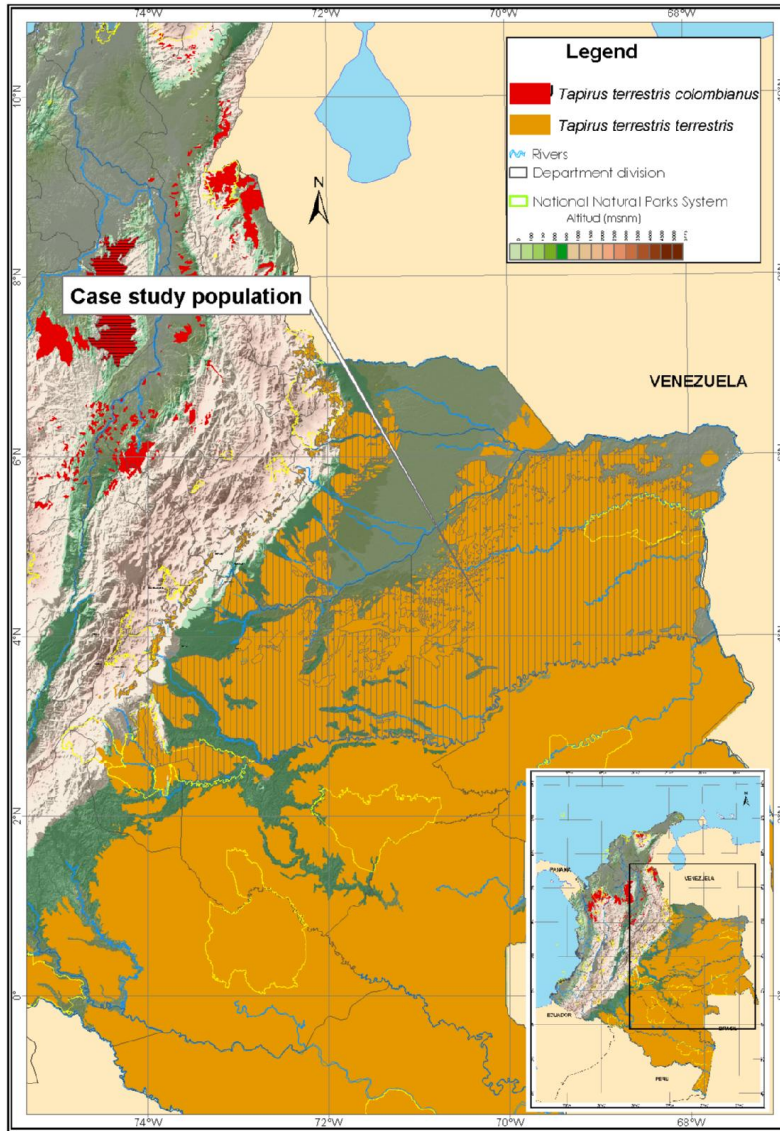 74°W 72°W 70°W 68°W
Legend
Tapirus terrestris colombianus
Tapirus terrestris terrestris
Rivers
Department division
National Natural Parks System
Altitud (msnm)
10°N
N
8°N
Case study population
VENEZUELA
6°N
4°N
2°N
0°
PANAMA
VENEZUELA
ECUADOR
BRASIL
PERU
74°W 72°W 70°W 68°W